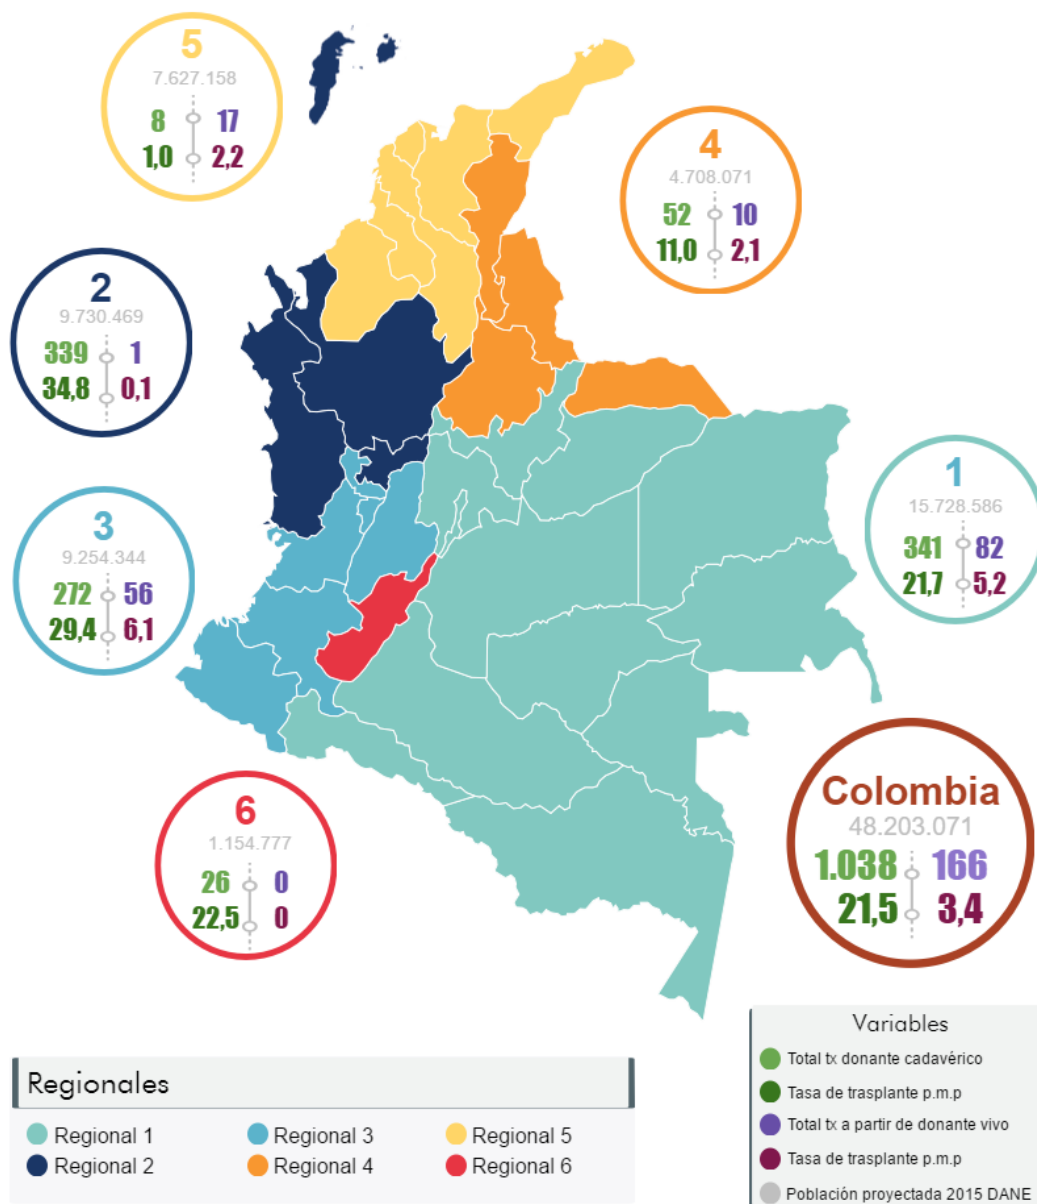 5
7.627.158
8 17
1,0 2,2
4
4.708.071
52 10
11,0 2,1
2
9.730.469
339 1
34,8 0,1
1
15.728.586
341 82
21,7 5,2
3
9.254.344
272 56
29,4 6,1
6
1.154.777
26 0
22,5 0
Colombia
48.203.071
1.038 166
21,5 3,4
Variables
Total tx donante cadavérico
Tasa de trasplante p.m.p
Total tx a partir de donante vivo
Tasa de trasplante p.m.p
Población proyectada 2015 DANE
Regionales
Regional 1 Regional 3 Regional 5
Regional 2 Regional 4 Regional 6